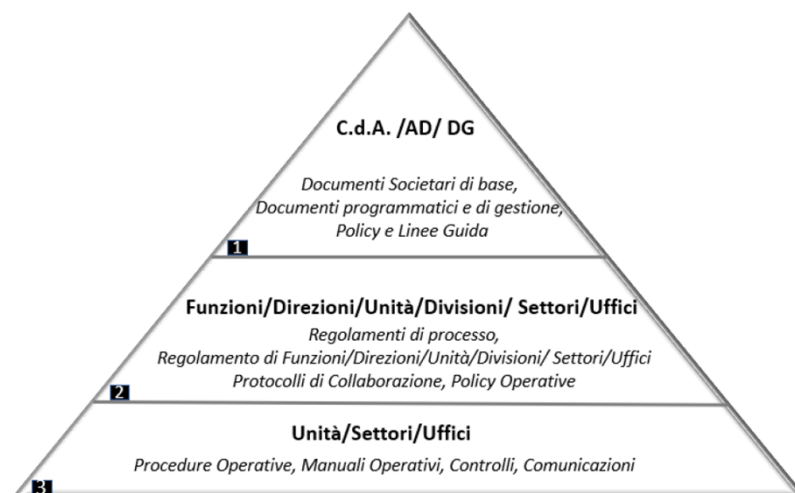 C.d.A. /AD/ DG
Documenti Societari di base,
Documenti programmatici e di gestione,
Policy e Linee Guida
1
Funzioni/Direzioni/Unità/Divisioni/ Settori/Uffici
Regolamenti di processo,
Regolamento di Funzioni/Direzioni/Unità/Divisioni/ Settori/Uffici
Protocolli di Collaborazione, Policy Operative
2
Unità/Settori/Uffici
Procedure Operative, Manuali Operativi, Controlli, Comunicazioni
3